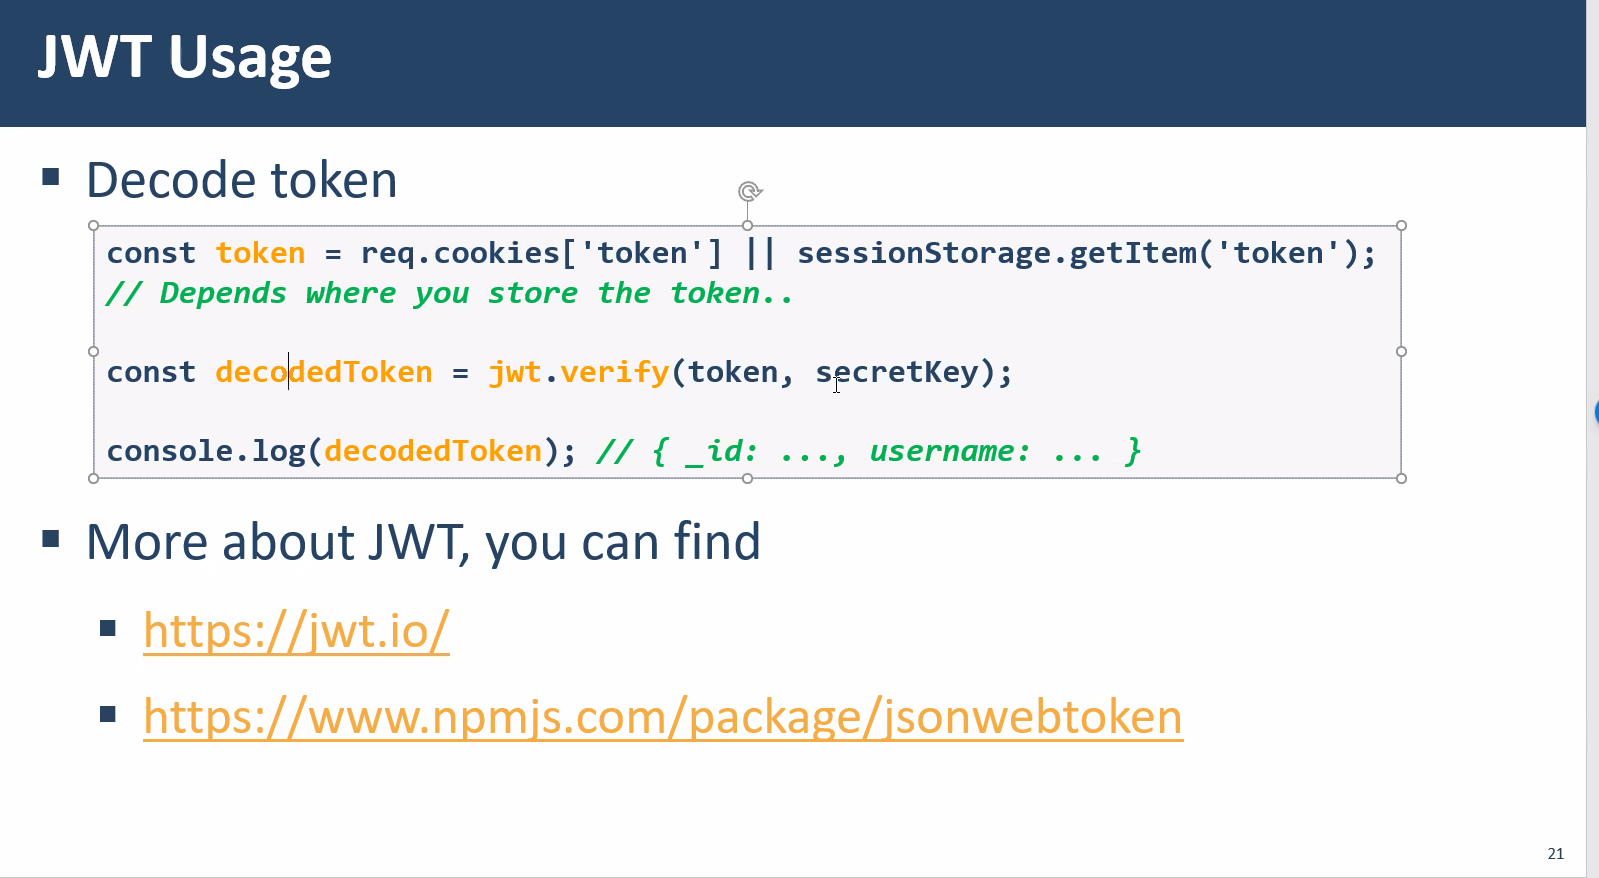 JWT Usage
Decode token
const token = req.cookies['token'] || sessionStorage.getItem('token');
// Depends where you store the token..
const decodedToken = jwt.verify(token, secretKey);
console.log(decodedToken); // { _id: ..., username: ... }
More about JWT, you can find
https://jwt.io/
https://www.npmjs.com/package/jsonwebtoken
21